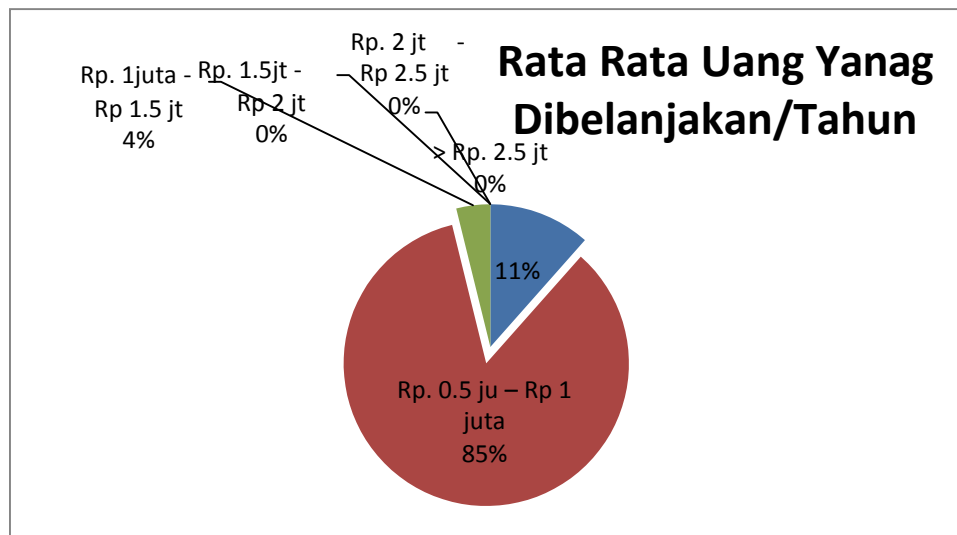 Rata Rata Uang Yanag
Dibelanjakan/Tahun
Rp. 1juta -
Rp 1.5 jt
4%
Rp. 1.5jt -
Rp 2 jt
0%
Rp. 2 jt -
Rp 2.5 jt
0%
> Rp. 2.5 jt
0%
11%
Rp. 0.5 ju – Rp 1
juta
85%